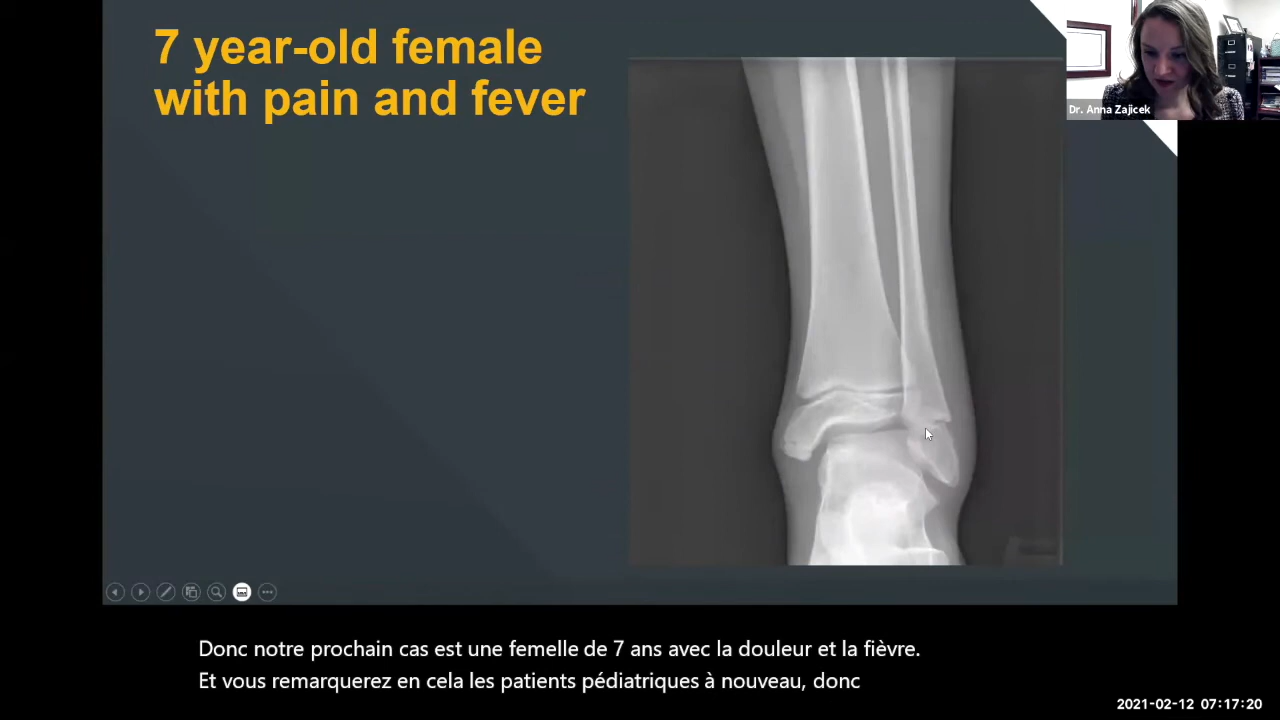 7 year-old female
with pain and fever
Dr. Anna Zajicek
Donc notre prochain cas est une femelle de 7 ans avec la douleur et la fièvre.
Et vous remarquerez en cela les patients pédiatriques à nouveau, donc
2021-02-12 07:17:20